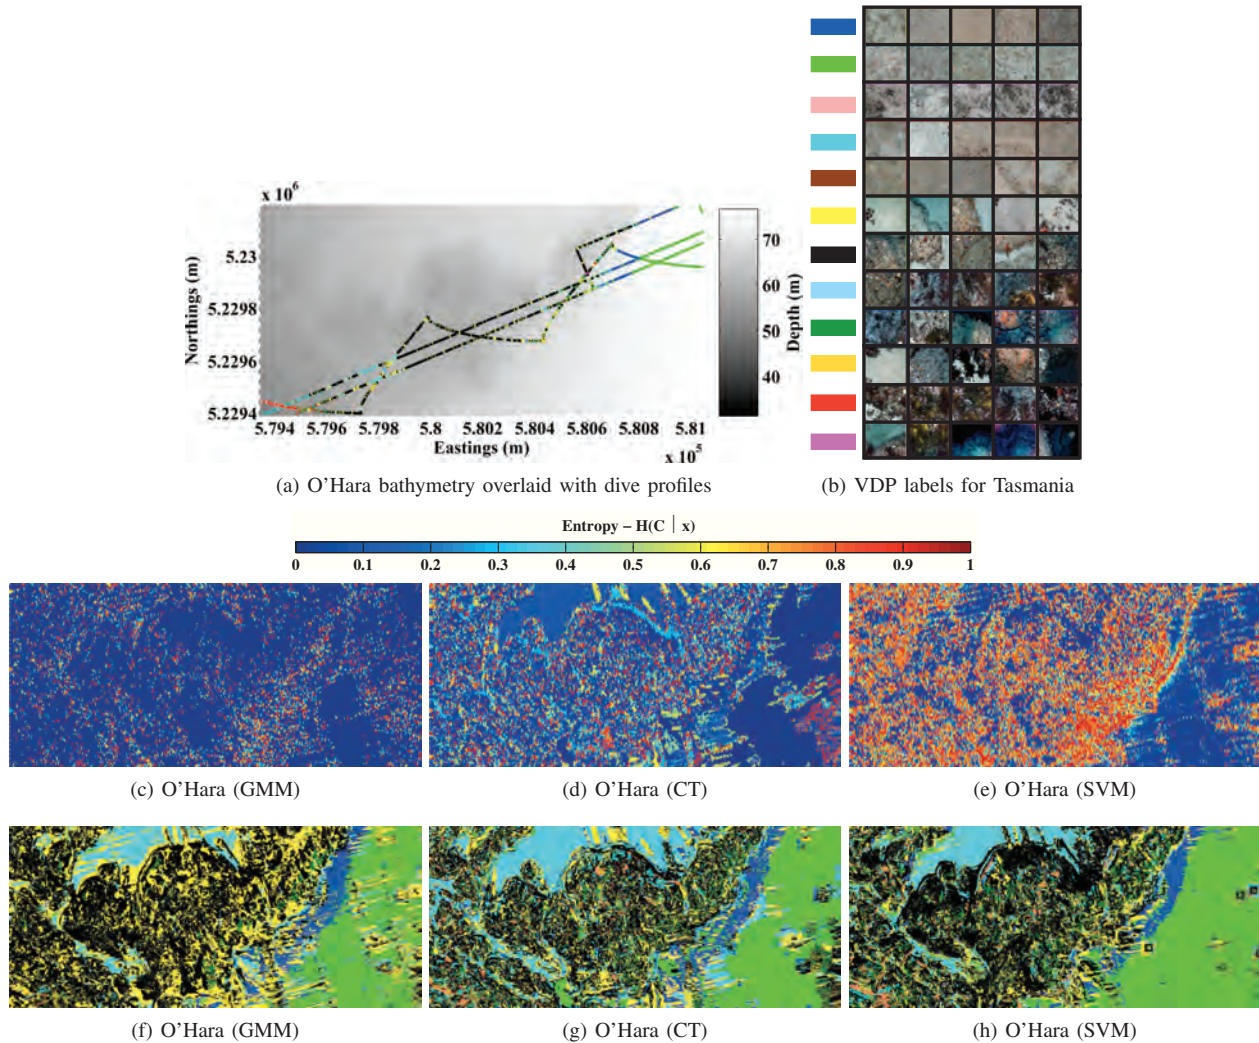 x 10^6
5.23
5.2298
5.2296
5.2294
Northings (m)
5.794 5.796 5.798 5.8 5.802 5.804 5.806 5.808 5.81
Eastings (m)
x 10^5
70
60
50
40
Depth (m)
(a) O'Hara bathymetry overlaid with dive profiles
(b) VDP labels for Tasmania
Entropy – H(C | x)
0 0.1 0.2 0.3 0.4 0.5 0.6 0.7 0.8 0.9 1
(c) O'Hara (GMM)
(d) O'Hara (CT)
(e) O'Hara (SVM)
(f) O'Hara (GMM)
(g) O'Hara (CT)
(h) O'Hara (SVM)